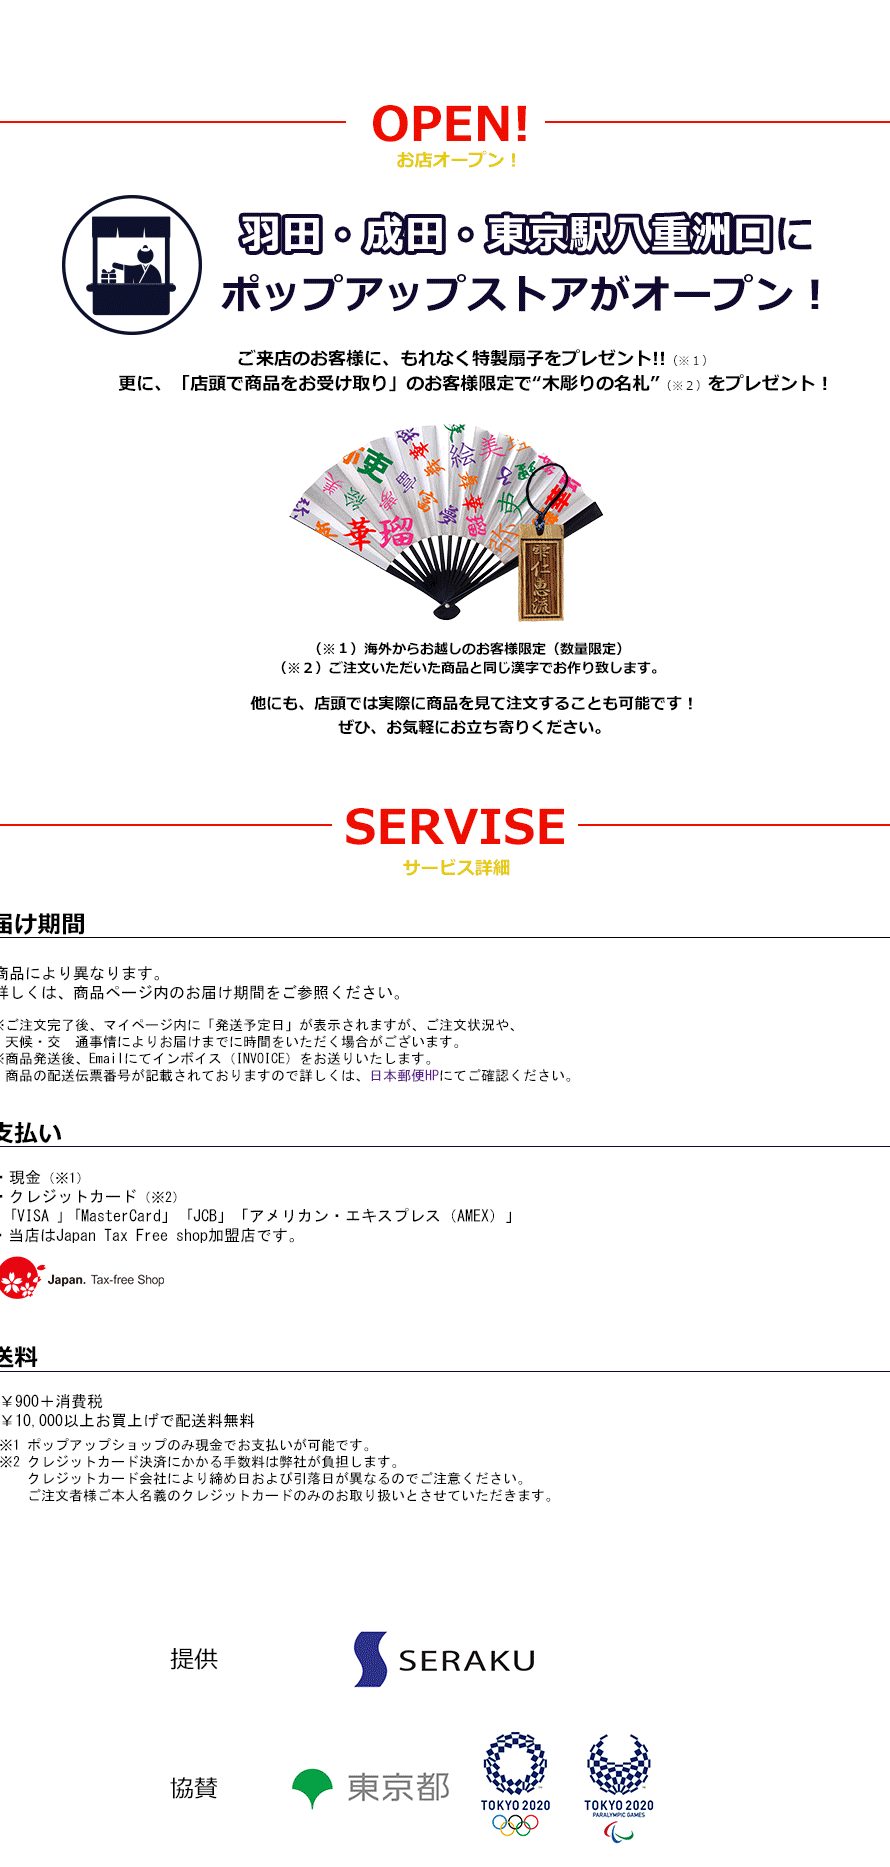 OPEN!
お店オープン！
羽田・成田・東京駅八重洲口に
ポップアップストアがオープン！
ご来店のお客様に、もれなく特製扇子をプレゼント!!（※１）
更に、「店頭で商品をお受け取り」のお客様限定で“木彫りの名札”（※２）をプレゼント！
華瑠
絵美
雫仁恵流
（※１）海外からお越しのお客様限定（数量限定）
（※２）ご注文いただいた商品と同じ漢字でお作り致します。
他にも、店頭では実際に商品を見て注文することも可能です！
ぜひ、お気軽にお立ち寄りください。
SERVISE
サービス詳細
届け期間
商品により異なります。
詳しくは、商品ページ内のお届け期間をご参照ください。
※ご注文完了後、マイページ内に「発送予定日」が表示されますが、ご注文状況や、
天候・交　通事情によりお届けまでに時間をいただく場合がございます。
※商品発送後、Emailにてインボイス（INVOICE）をお送りいたします。
商品の配送伝票番号が記載されておりますので詳しくは、日本郵便HPにてご確認ください。
支払い
・現金（※1）
・クレジットカード（※2）
「VISA 」「MasterCard」「JCB」「アメリカン・エキスプレス（AMEX）」
・当店はJapan Tax Free shop加盟店です。
Japan. Tax-free Shop
送料
￥900＋消費税
￥10,000以上お買上げで配送料無料
※1 ポップアップショップのみ現金でお支払いが可能です。
※2 クレジットカード決済にかかる手数料は弊社が負担します。
クレジットカード会社により締め日および引落日が異なるのでご注意ください。
ご注文者様ご本人名義のクレジットカードのみのお取り扱いとさせていただきます。
提供
SERAKU
協賛
東京都
TOKYO 2020
TOKYO 2020
PARALYMPIC GAMES